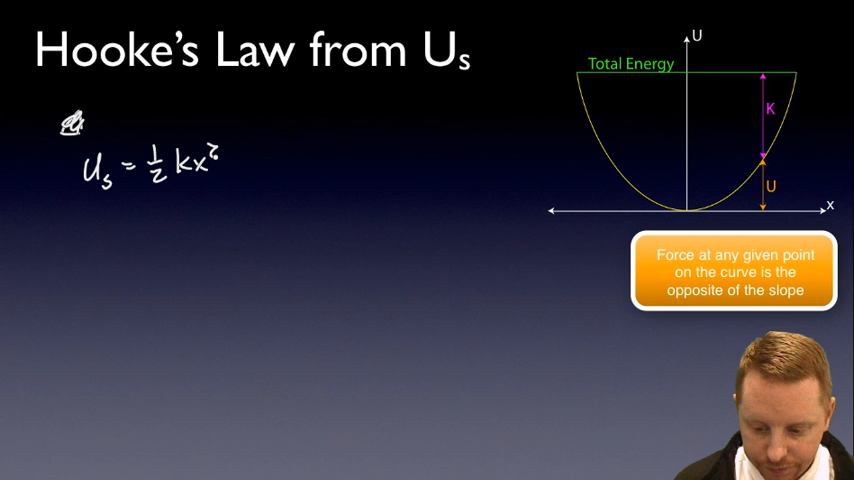 Hooke's Law from Uₛ
Uₛ = ½ kx²
U
Total Energy
K
U
x
Force at any given point
on the curve is the
opposite of the slope